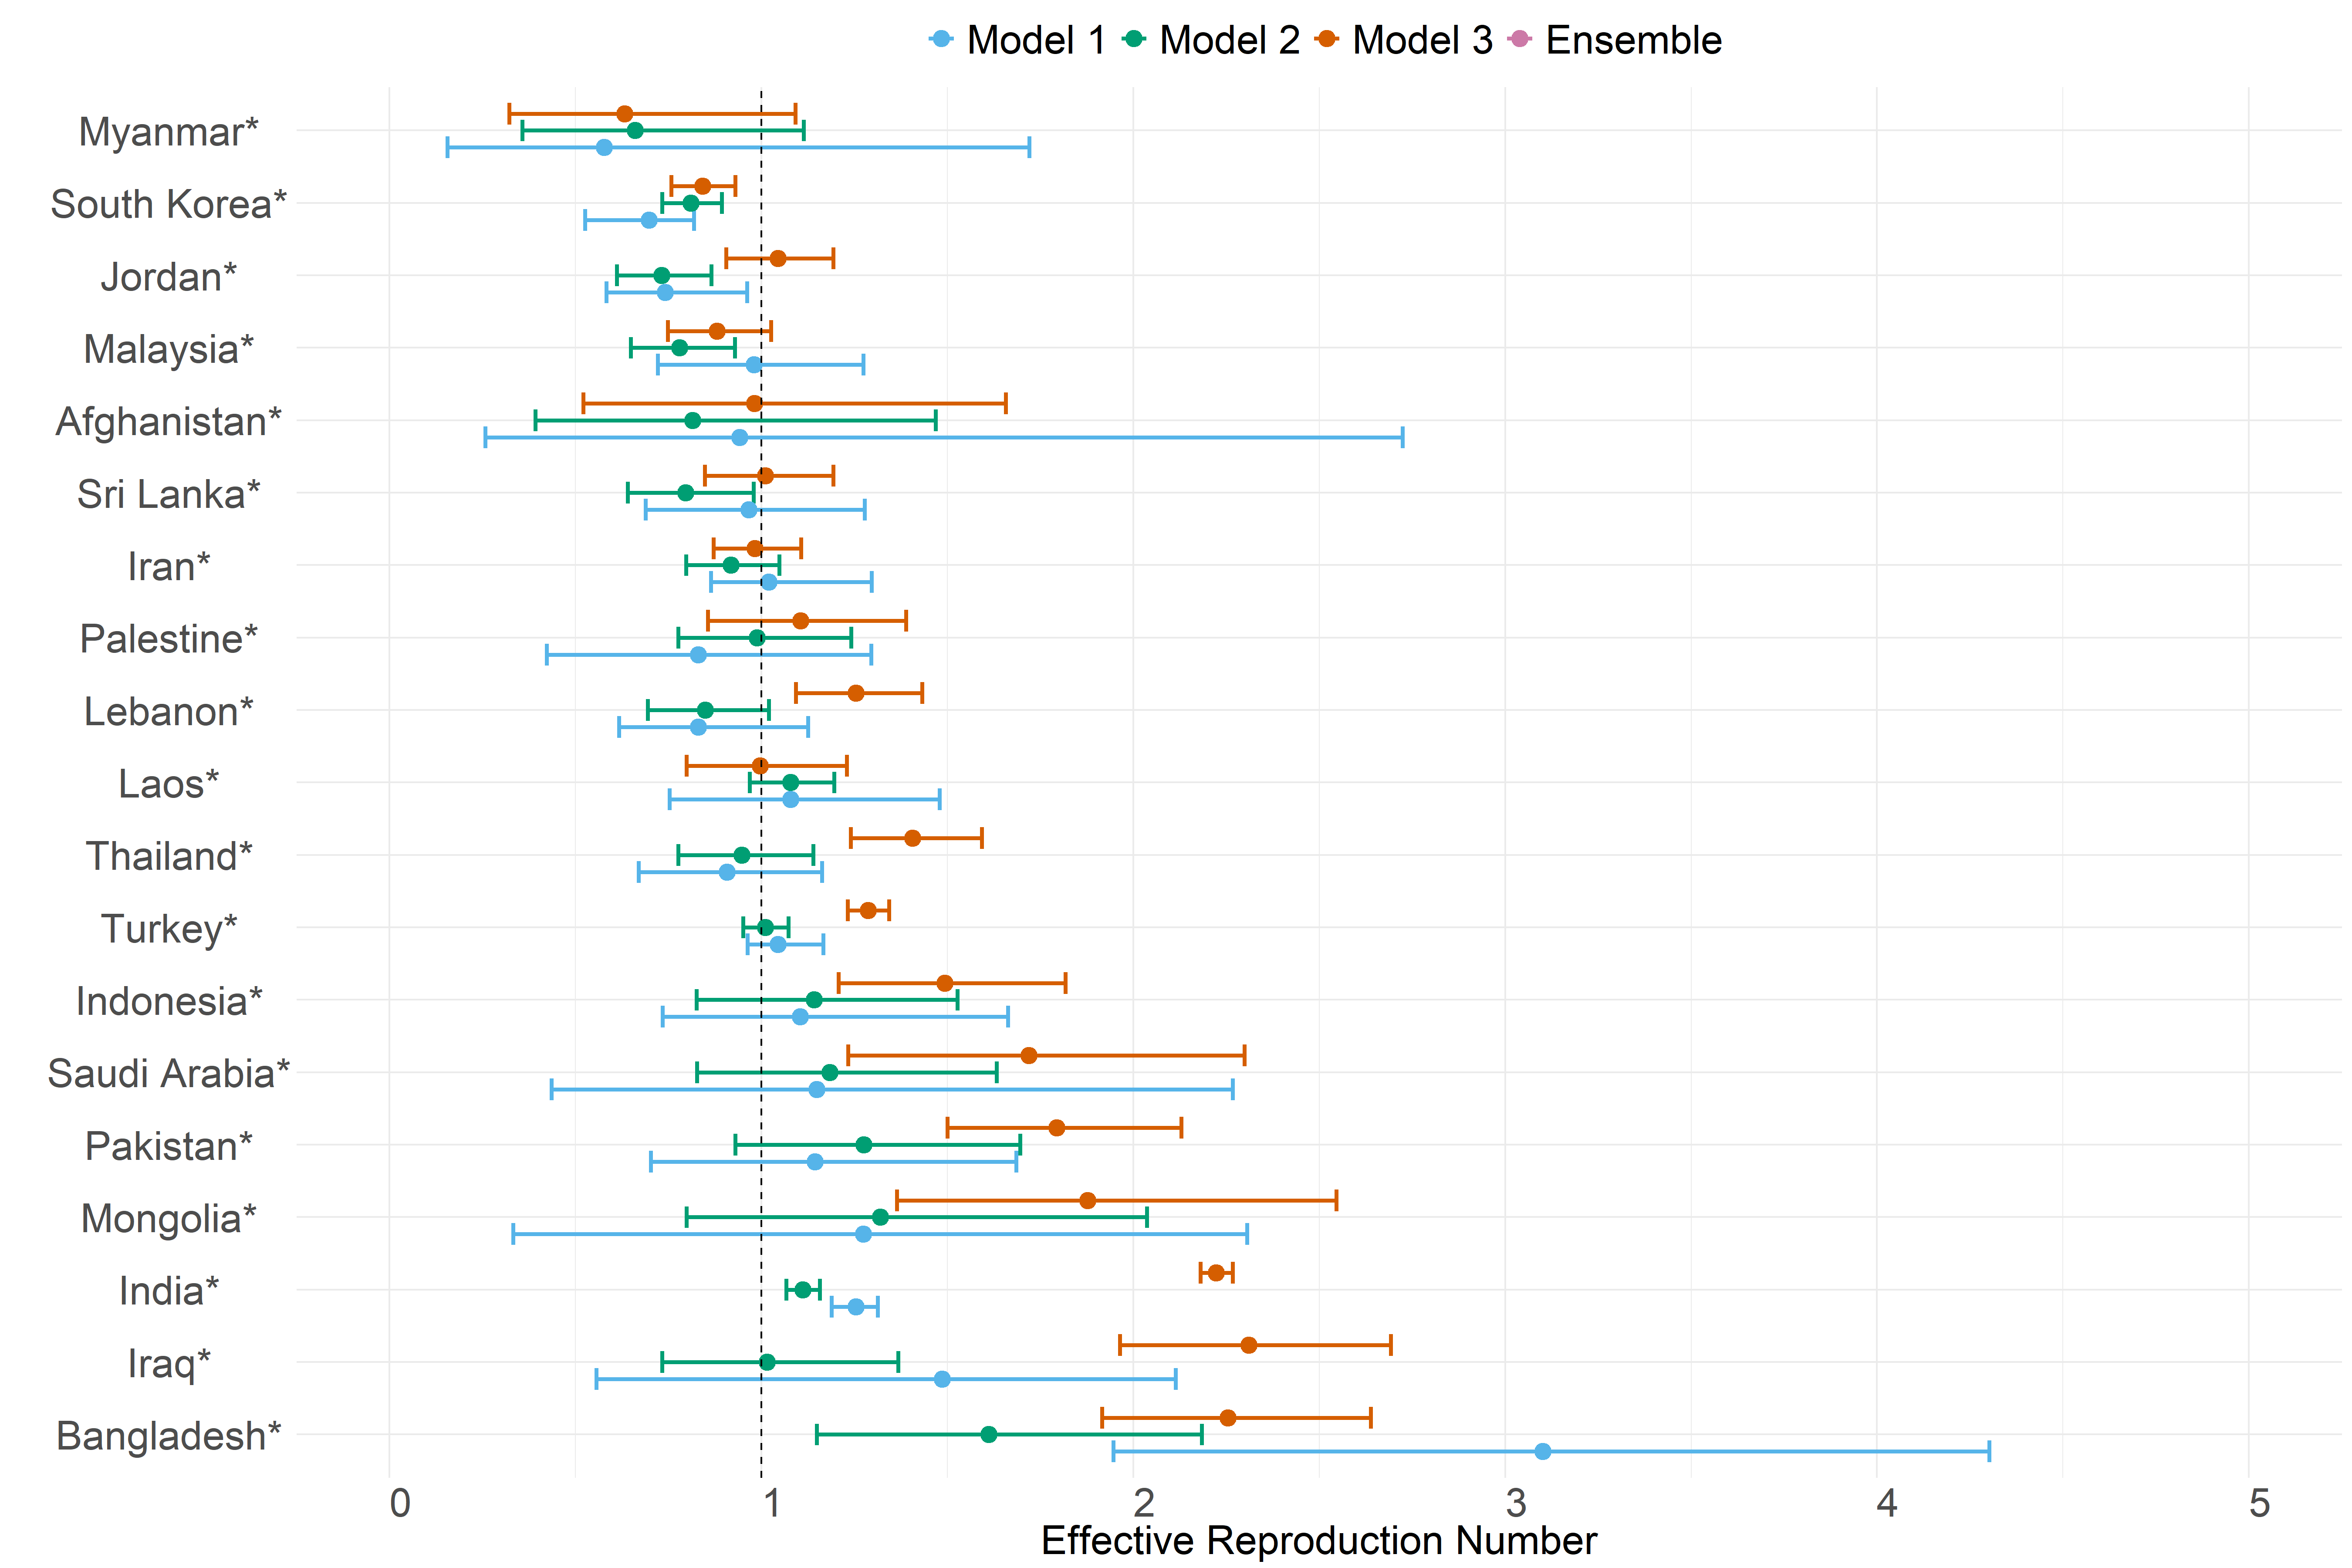 Model 1 Model 2 Model 3 Ensemble
Myanmar*
South Korea*
Jordan*
Malaysia*
Afghanistan*
Sri Lanka*
Iran*
Palestine*
Lebanon*
Laos*
Thailand*
Turkey*
Indonesia*
Saudi Arabia*
Pakistan*
Mongolia*
India*
Iraq*
Bangladesh*
0 1 2 3 4 5
Effective Reproduction Number